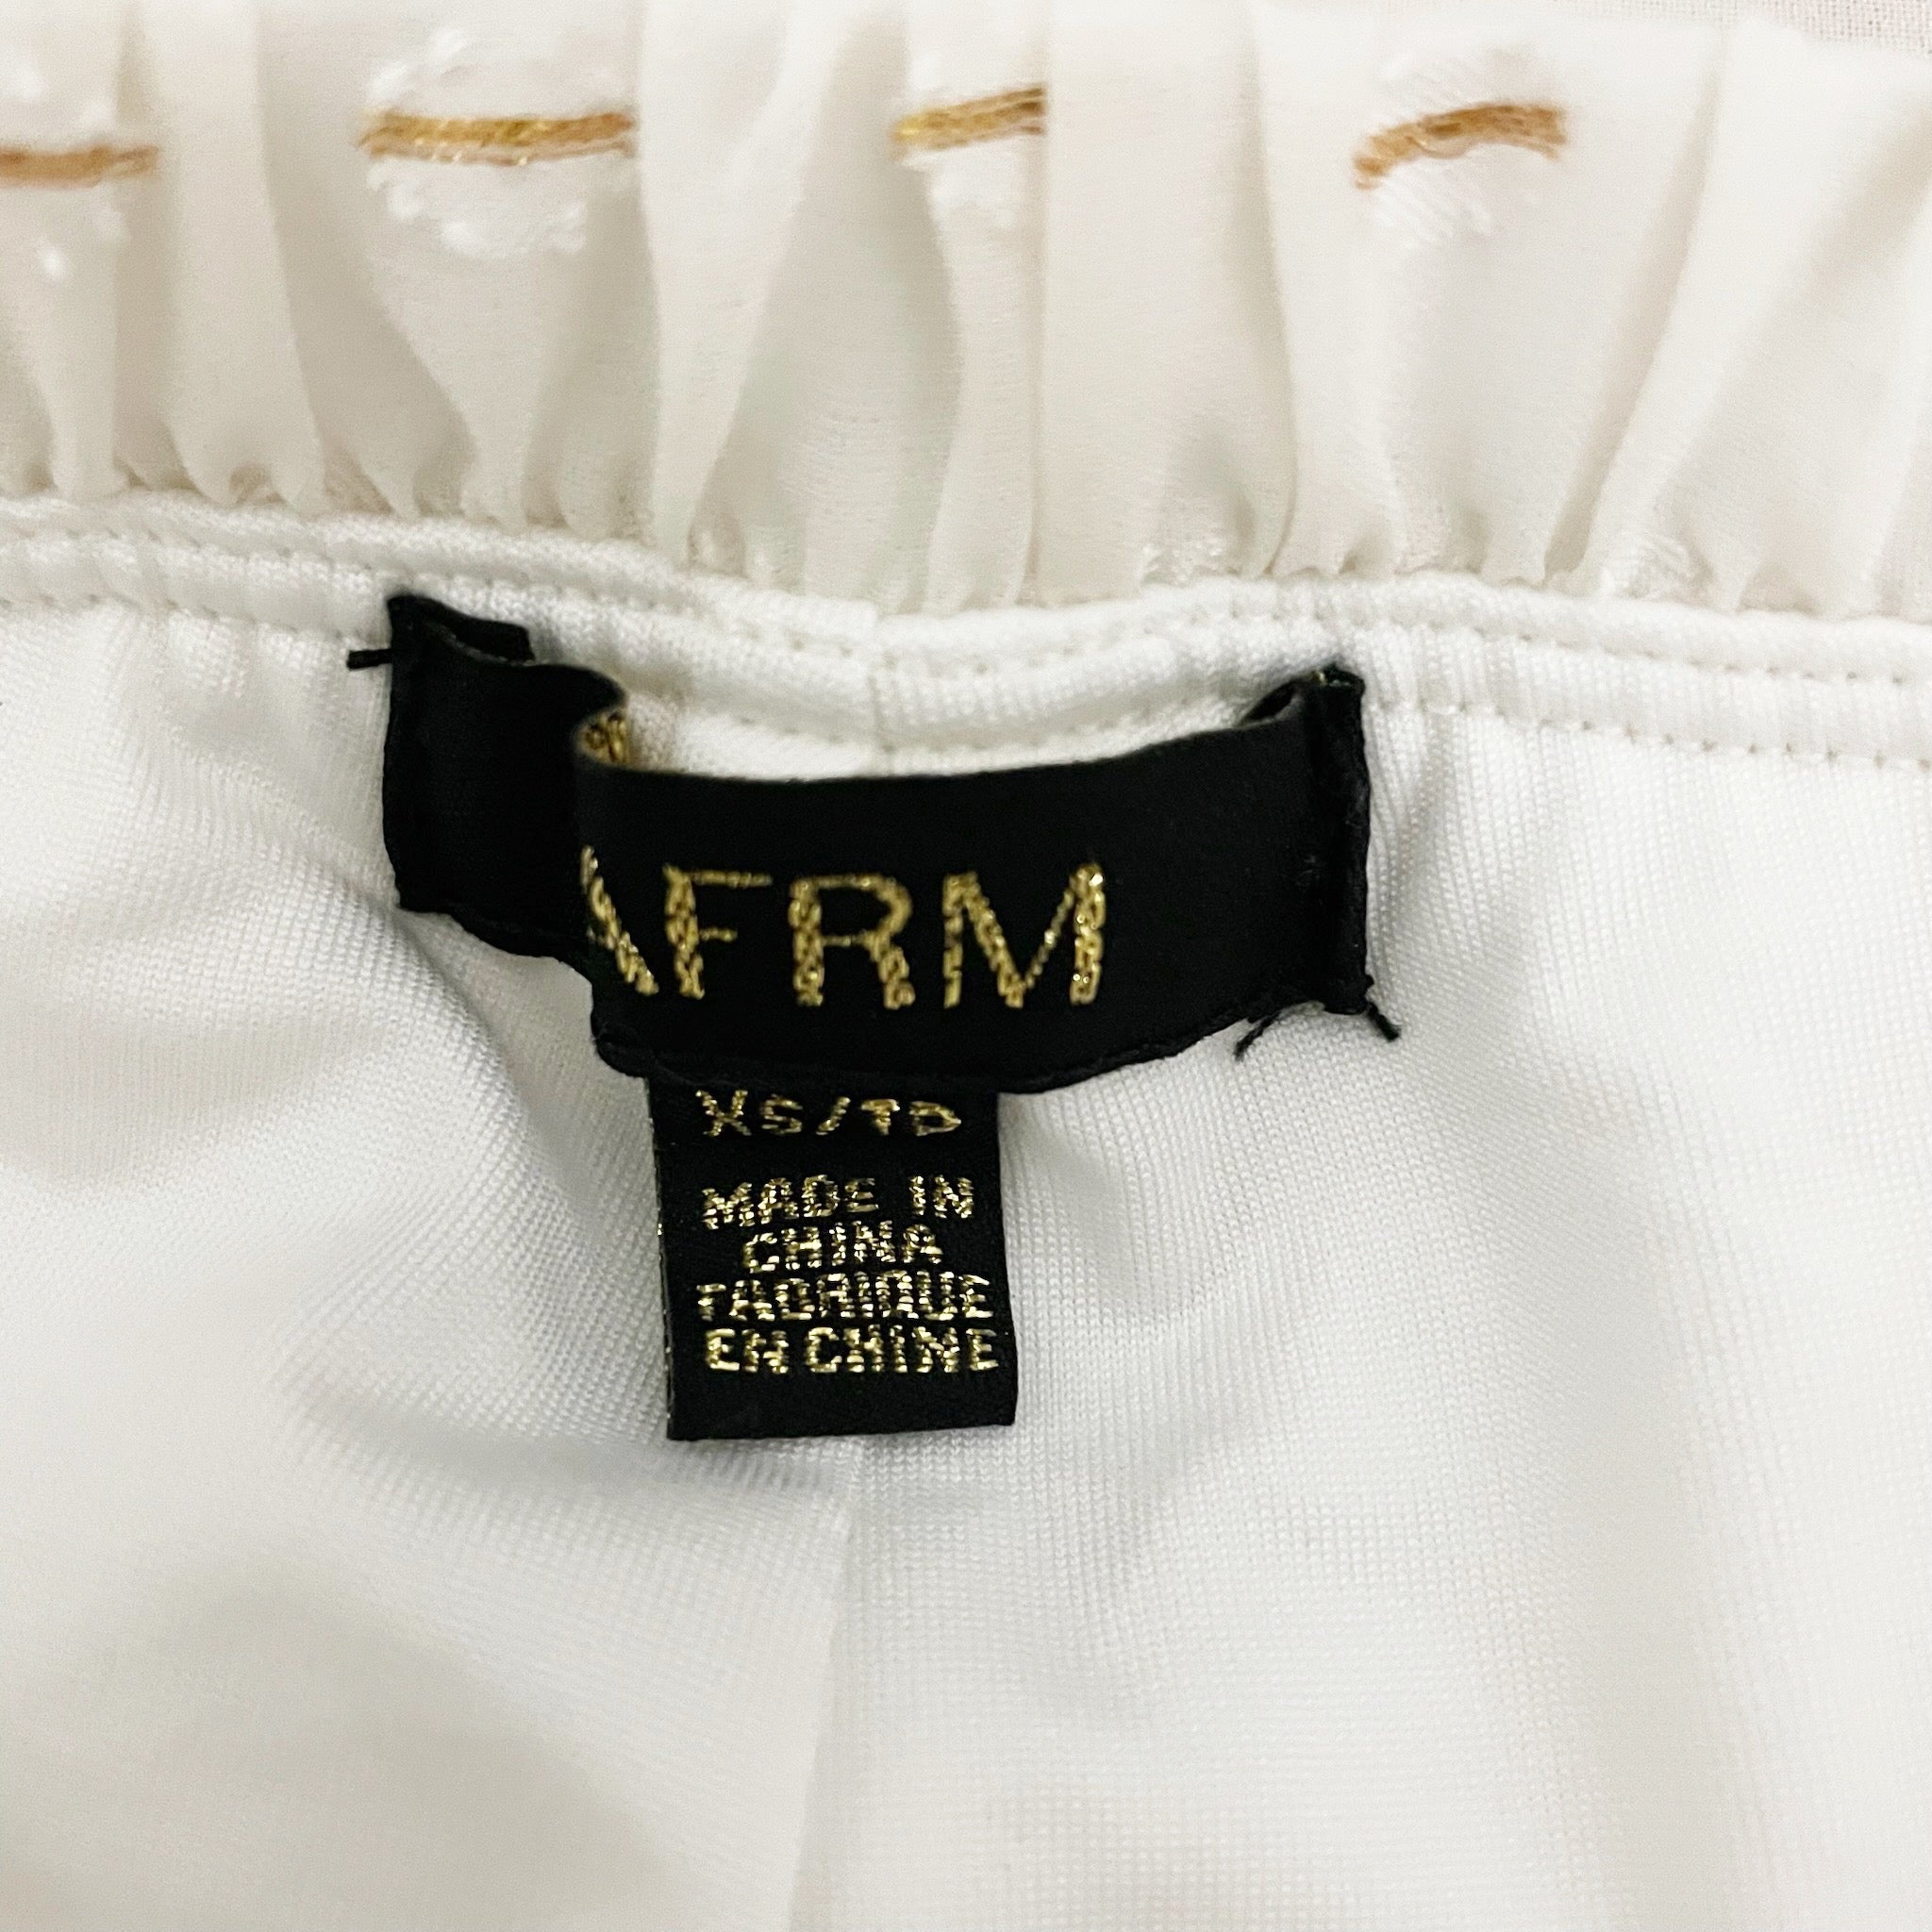 AFRM
XS/TP
MADE IN
CHINA
FABRIQUE
EN CHINE